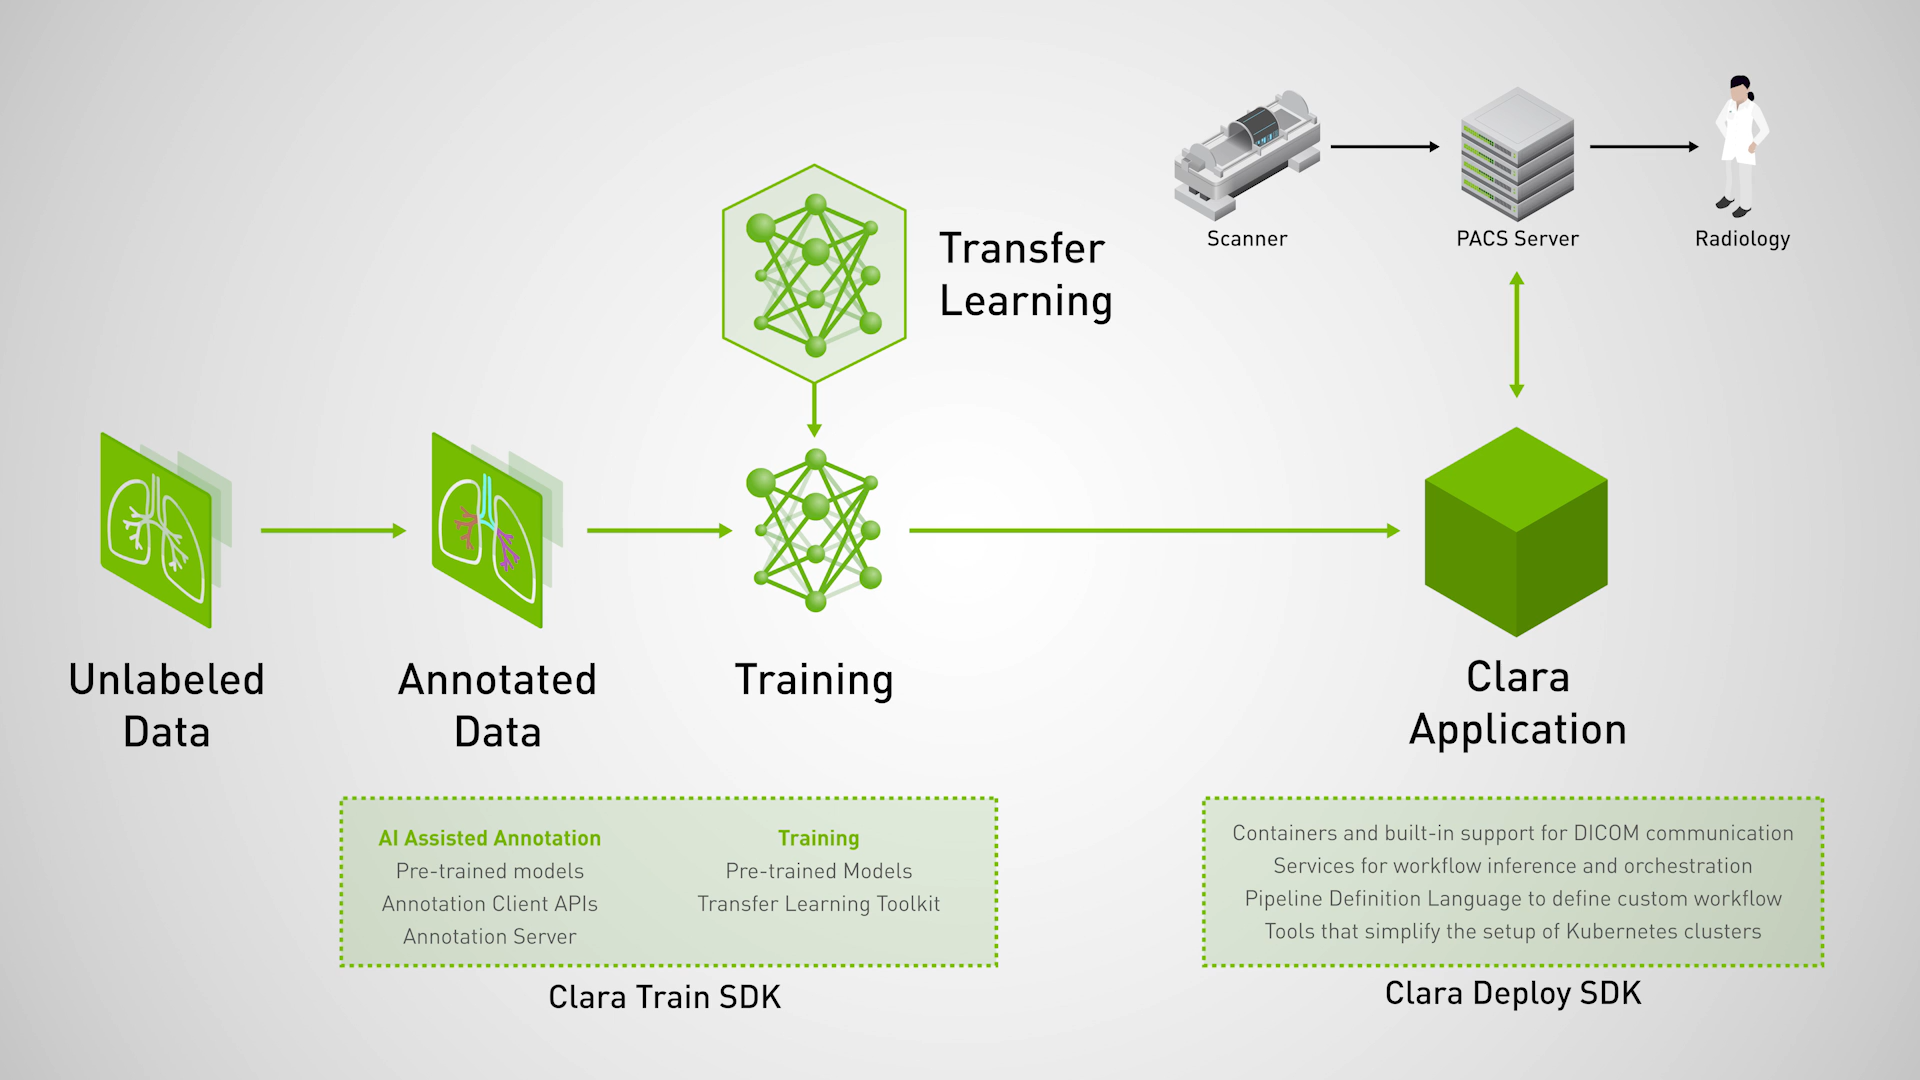 Scanner
PACS Server
Radiology
Transfer
Learning
Unlabeled
Data
Annotated
Data
Training
Clara
Application
AI Assisted Annotation
Pre-trained models
Annotation Client APIs
Annotation Server
Training
Pre-trained Models
Transfer Learning Toolkit
Clara Train SDK
Containers and built-in support for DICOM communication
Services for workflow inference and orchestration
Pipeline Definition Language to define custom workflow
Tools that simplify the setup of Kubernetes clusters
Clara Deploy SDK